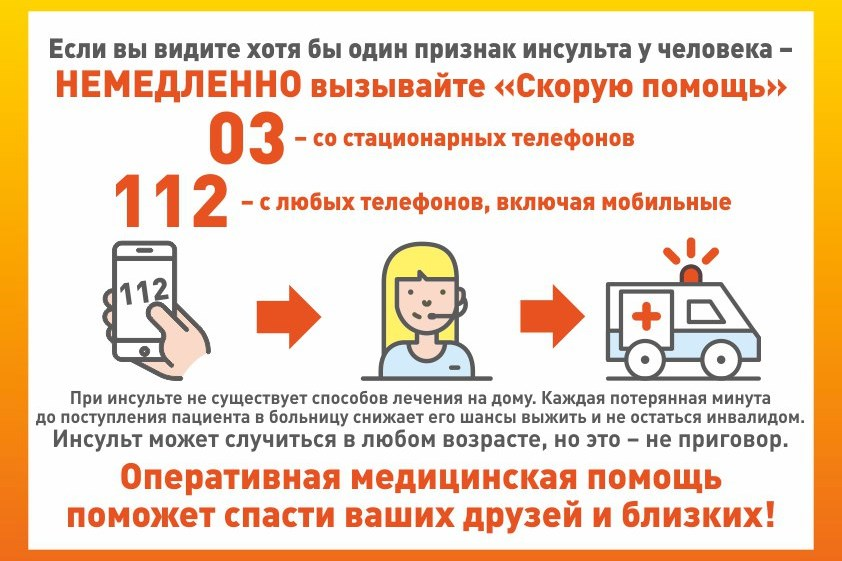 Если вы видите хотя бы один признак инсульта у человека –
НЕМЕДЛЕННО вызывайте «Скорую помощь»
03 – со стационарных телефонов
112 – с любых телефонов, включая мобильные
112
При инсульте не существует способов лечения на дому. Каждая потерянная минута
до поступления пациента в больницу снижает его шансы выжить и не остаться инвалидом.
Инсульт может случиться в любом возрасте, но это – не приговор.
Оперативная медицинская помощь
поможет спасти ваших друзей и близких!